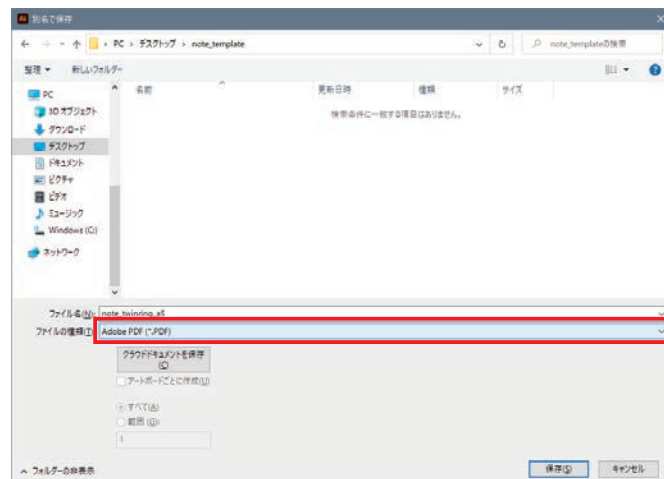 Ai 別名で保存
PC › デスクトップ › note_template
note_templateの検索
整理 新しいフォルダー
名前 更新日時 種類 サイズ
検索条件に一致する項目はありません。
PC
3D オブジェクト
ダウンロード
デスクトップ
ドキュメント
ピクチャ
ビデオ
ミュージック
Windows (C:)
ネットワーク
ファイル名(N): note_twinring_a5
ファイルの種類(T): Adobe PDF (*.PDF)
クラウドドキュメントを保存
(C)
アートボードごとに作成(U)
すべて(A)
範囲 (G):
1
フォルダーの非表示 保存(S) キャンセル